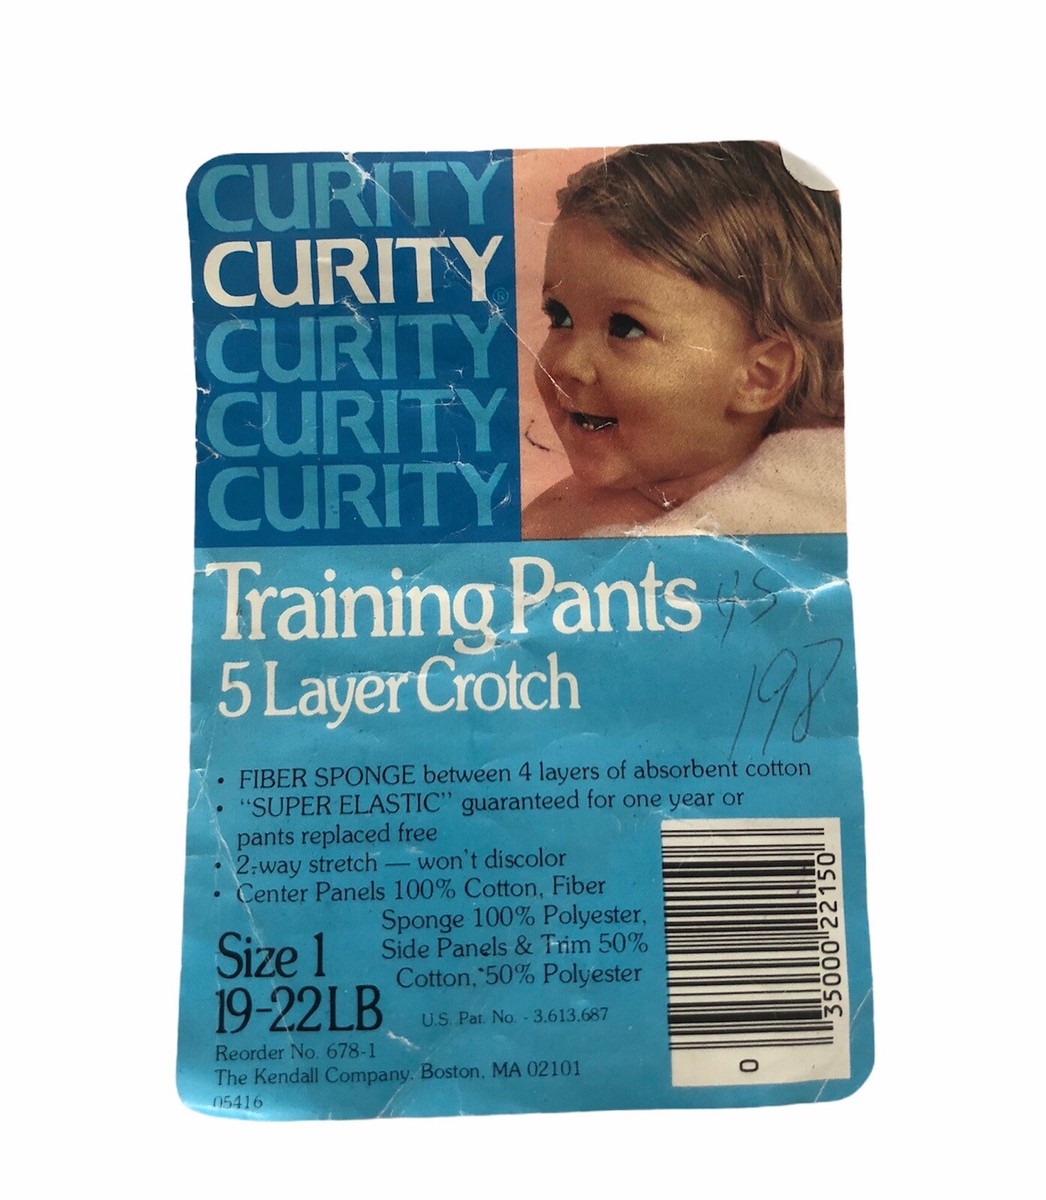 CURITY
CURITY®
CURITY
CURITY
CURITY
Training Pants
45
5 Layer Crotch
198
• FIBER SPONGE between 4 layers of absorbent cotton
• “SUPER ELASTIC” guaranteed for one year or
pants replaced free
• 2-way stretch — won't discolor
• Center Panels 100% Cotton, Fiber
Sponge 100% Polyester,
Side Panels & Trim 50%
Cotton, 50% Polyester
Size 1
19-22LB
U.S. Pat. No. - 3,613,687
Reorder No. 678-1
The Kendall Company, Boston, MA 02101
05416
0 35000 22150